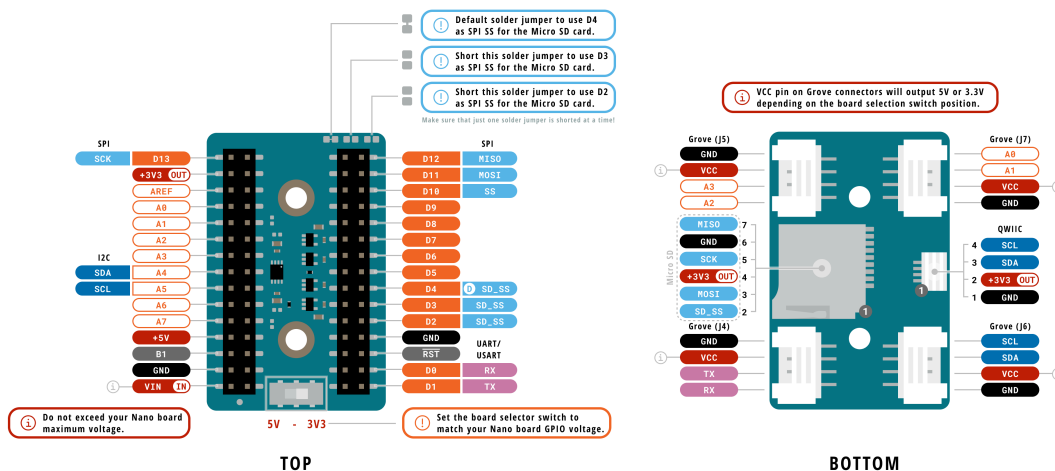 Default solder jumper to use D4
as SPI SS for the Micro SD card.
Short this solder jumper to use D3
as SPI SS for the Micro SD card.
Short this solder jumper to use D2
as SPI SS for the Micro SD card.
Make sure that just one solder jumper is shorted at a time!
SPI
SCK D13
+3V3 OUT
AREF
A0
A1
A2
A3
I2C
SDA A4
SCL A5
A6
A7
+5V
B1
GND
VIN IN
SPI
D12 MISO
D11 MOSI
D10 SS
D9
D8
D7
D6
D5
D4 D SD_SS
D3 SD_SS
D2 SD_SS
GND
UART/
USART
RST
D0 RX
D1 TX
Do not exceed your Nano board
maximum voltage.
5V - 3V3
Set the board selector switch to
match your Nano board GPIO voltage.
TOP
VCC pin on Grove connectors will output 5V or 3.3V
depending on the board selection switch position.
Grove (J5)
GND
VCC
A3
A2
Micro SD
MISO 7
GND 6
SCK 5
+3V3 OUT 4
MOSI 3
SD_SS 2
1
Grove (J4)
GND
VCC
TX
RX
Grove (J7)
A0
A1
VCC
GND
QWIIC
4 SCL
3 SDA
2 +3V3 OUT
1 GND
1
Grove (J6)
SCL
SDA
VCC
GND
BOTTOM